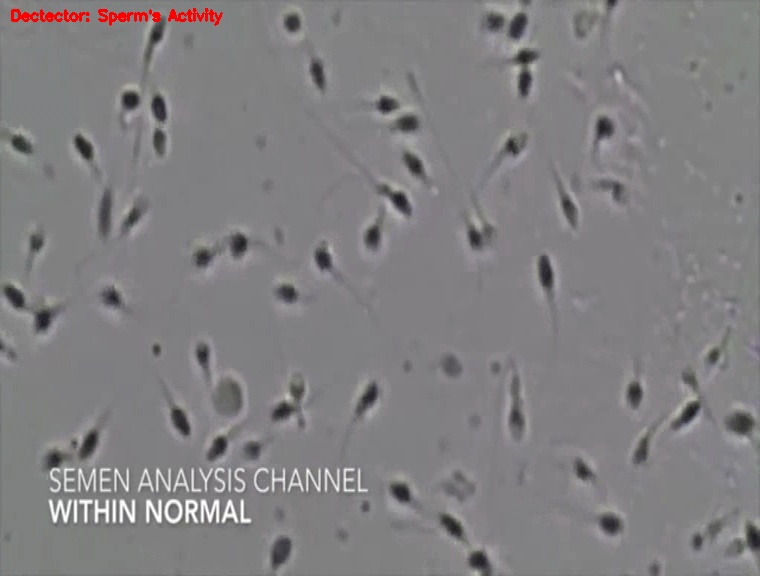 Dectector: Sperm's Activity
SEMEN ANALYSIS CHANNEL
WITHIN NORMAL